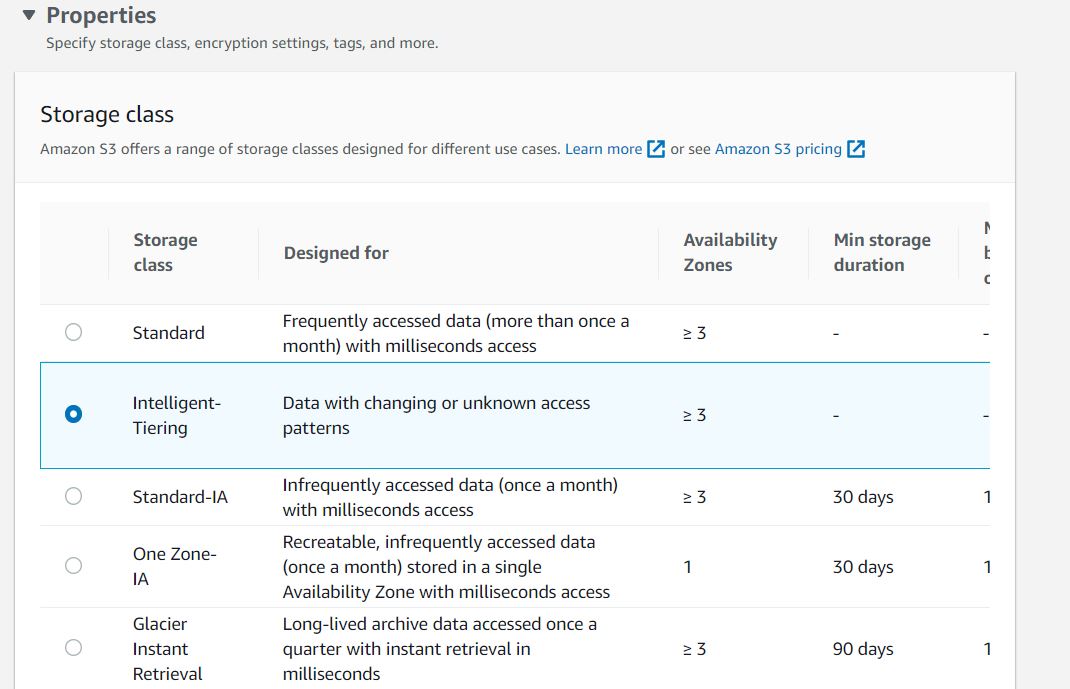 Properties
Specify storage class, encryption settings, tags, and more.
Storage class
Amazon S3 offers a range of storage classes designed for different use cases. Learn more or see Amazon S3 pricing
Storage class
Designed for
Availability Zones
Min storage duration
Standard
Frequently accessed data (more than once a
month) with milliseconds access
≥ 3
-
-
Intelligent-
Tiering
Data with changing or unknown access
patterns
≥ 3
-
-
Standard-IA
Infrequently accessed data (once a month)
with milliseconds access
≥ 3
30 days
One Zone-
IA
Recreatable, infrequently accessed data
(once a month) stored in a single
Availability Zone with milliseconds access
1
30 days
Glacier
Instant
Retrieval
Long-lived archive data accessed once a
quarter with instant retrieval in
milliseconds
≥ 3
90 days